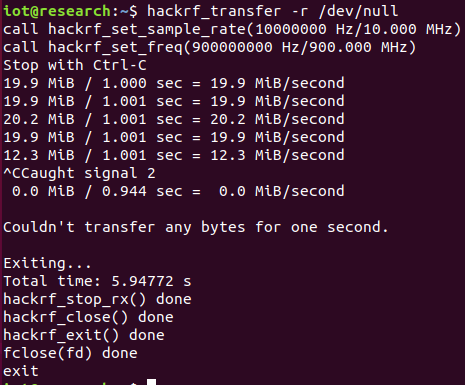 iot@research:~$ hackrf_transfer -r /dev/null
call hackrf_set_sample_rate(10000000 Hz/10.000 MHz)
call hackrf_set_freq(900000000 Hz/900.000 MHz)
Stop with Ctrl-C
19.9 MiB / 1.000 sec = 19.9 MiB/second
19.9 MiB / 1.001 sec = 19.9 MiB/second
20.2 MiB / 1.001 sec = 20.2 MiB/second
19.9 MiB / 1.001 sec = 19.9 MiB/second
12.3 MiB / 1.001 sec = 12.3 MiB/second
^CCaught signal 2
 0.0 MiB / 0.944 sec =  0.0 MiB/second

Couldn't transfer any bytes for one second.

Exiting...
Total time: 5.94772 s
hackrf_stop_rx() done
hackrf_close() done
hackrf_exit() done
fclose(fd) done
exit